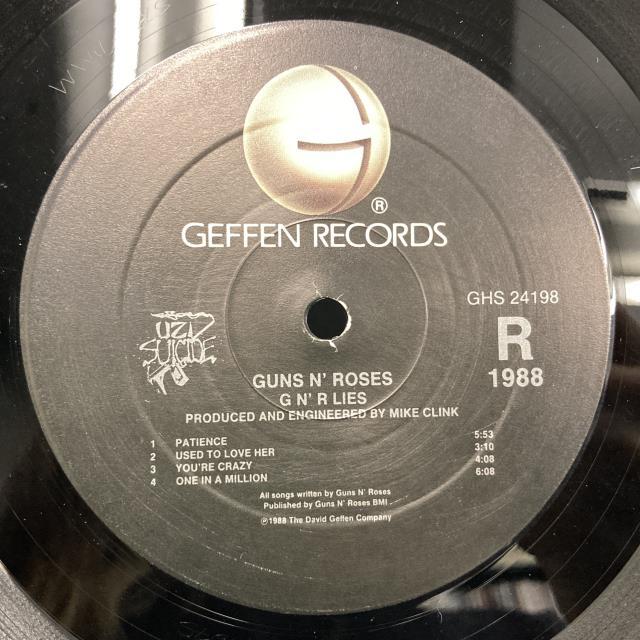 ®
GEFFEN RECORDS
GHS 24198
R
1988
UZI
SUICIDE
GUNS N' ROSES
G N' R LIES
PRODUCED AND ENGINEERED BY MIKE CLINK
1 PATIENCE 5:53
2 USED TO LOVE HER 3:10
3 YOU'RE CRAZY 4:08
4 ONE IN A MILLION 6:08
All songs written by Guns N' Roses
Published by Guns N' Roses BMI
℗1988 The David Geffen Company